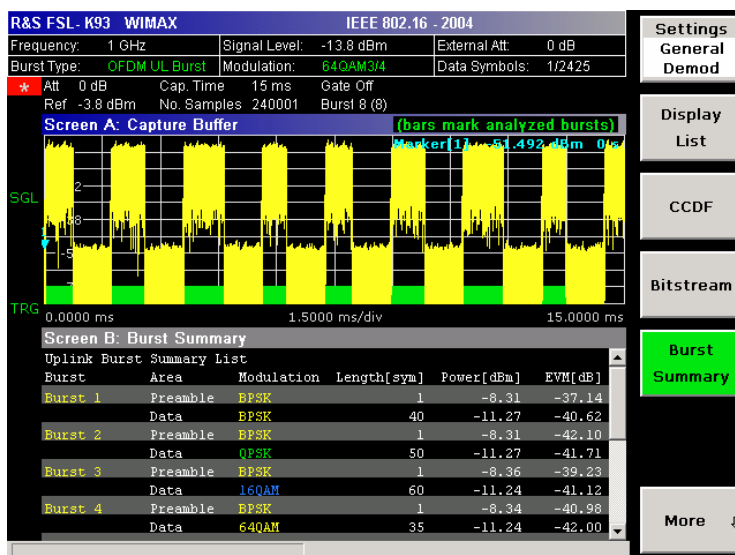 R&S FSL-K93 WIMAX IEEE 802.16 - 2004
Frequency: 1 GHz Signal Level: -13.8 dBm External Att: 0 dB
Burst Type: OFDM UL Burst Modulation: 64QAM3/4 Data Symbols: 1/2425
* Att 0 dB Cap. Time 15 ms Gate Off
Ref -3.8 dBm No. Samples 240001 Burst 8 (8)
Screen A: Capture Buffer (bars mark analyzed bursts)
Marker[1] -51.492 dBm 0 s
SGL
TRG
0.0000 ms 1.5000 ms/div 15.0000 ms
Screen B: Burst Summary
Uplink Burst Summary List
Burst Area Modulation Length[sym] Power[dBm] EVM[dB]
Burst 1 Preamble BPSK 1 -8.31 -37.14
Data BPSK 40 -11.27 -40.62
Burst 2 Preamble BPSK 1 -8.31 -42.10
Data QPSK 50 -11.27 -41.71
Burst 3 Preamble BPSK 1 -8.36 -39.23
Data 16QAM 60 -11.24 -41.12
Burst 4 Preamble BPSK 1 -8.34 -40.98
Data 64QAM 35 -11.24 -42.00
Settings
General
Demod
Display
List
CCDF
Bitstream
Burst
Summary
More